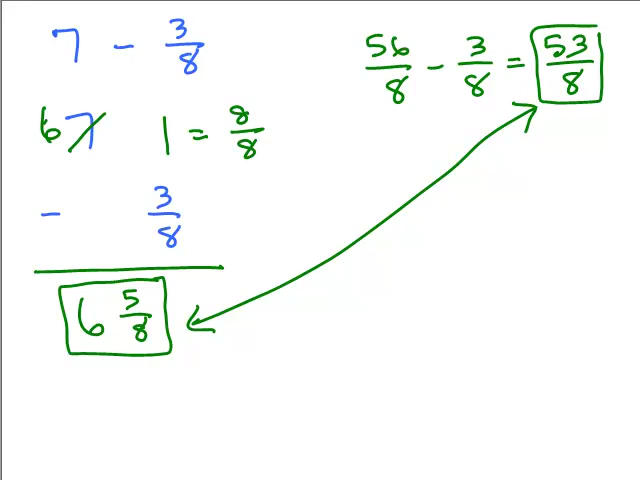 7 - 3/8
6 7 1 = 8/8
- 3/8
6 5/8
56/8 - 3/8 = 53/8